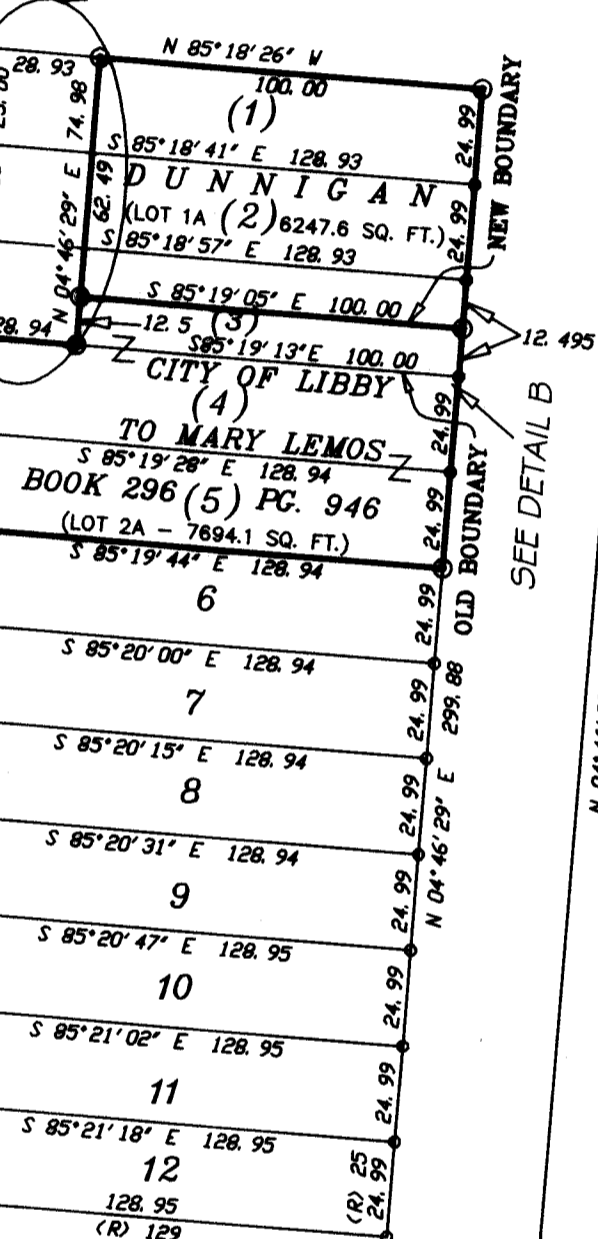 N 85°18'26" W
28.93
100.00
(1)
74.98
24.99
NEW BOUNDARY
S 85°18'41" E 128.93
DUNNIGAN
(LOT 1A (2) 6247.6 SQ. FT.)
62.49
24.99
N 04°46'29" E
S 85°18'57" E 128.93
S 85°19'05" E 100.00
12.5
(3)
12.495
28.94
S85°19'13"E 100.00
CITY OF LIBBY
(4)
24.99
SEE DETAIL B
TO MARY LEMOS
S 85°19'28" E 128.94
BOOK 296 (5) PG. 946
24.99
OLD BOUNDARY
(LOT 2A – 7694.1 SQ. FT.)
S 85°19'44" E 128.94
6
24.99
S 85°20'00" E 128.94
7
24.99
299.88
S 85°20'15" E 128.94
8
24.99
N 04°46'29" E
S 85°20'31" E 128.94
9
24.99
S 85°20'47" E 128.95
10
24.99
S 85°21'02" E 128.95
11
24.99
S 85°21'18" E 128.95
12
(R) 25
24.99
128.95
(R) 129